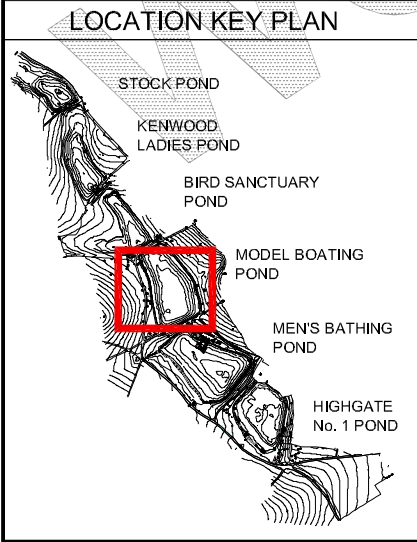 LOCATION KEY PLAN
STOCK POND
KENWOOD
LADIES POND
BIRD SANCTUARY
POND
MODEL BOATING
POND
MEN'S BATHING
POND
HIGHGATE
No. 1 POND